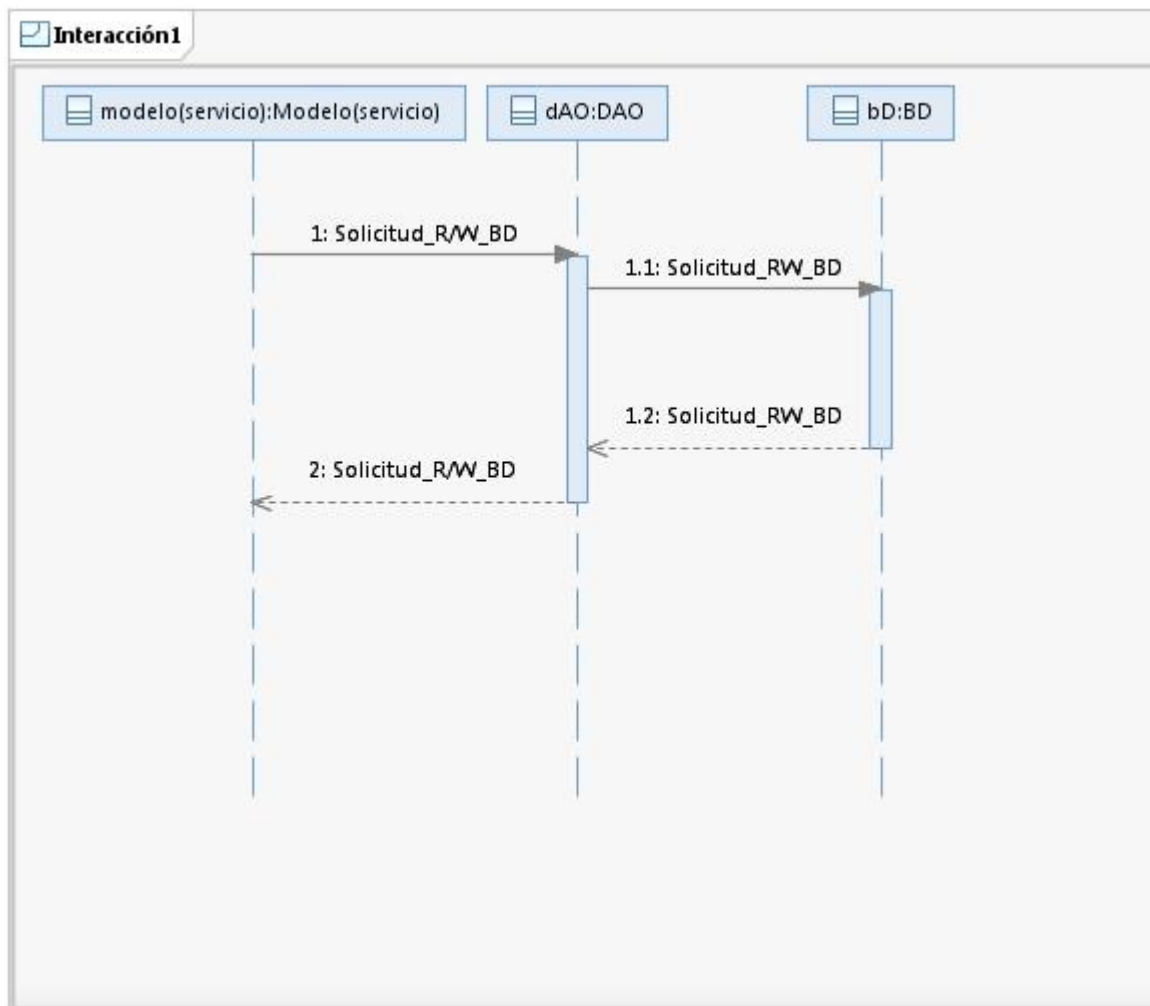 Interacción1
modelo(servicio):Modelo(servicio)
dAO:DAO
bD:BD
1: Solicitud_R/W_BD
1.1: Solicitud_RW_BD
1.2: Solicitud_RW_BD
2: Solicitud_R/W_BD